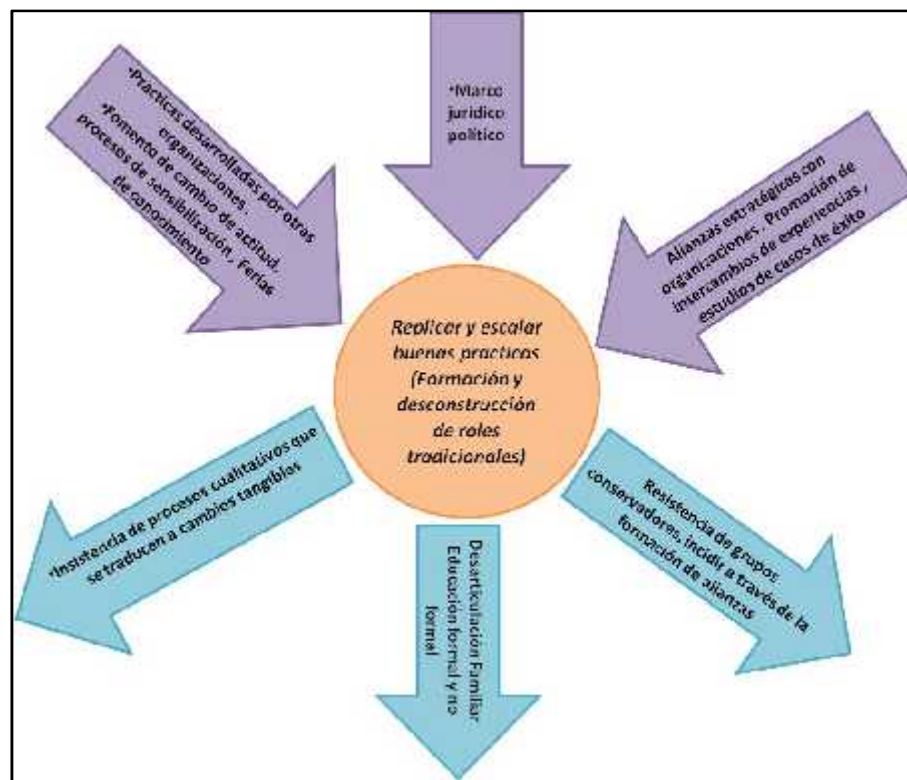 •Practicas desarrolladas por otras
organizaciones.
•Fomento de cambio de actitud,
procesos de sensibilización, Ferias
de conocimiento
•Marco
jurídico
político
Alianzas estratégicas con
organizaciones. Promoción de
intercambios de experiencias,
estudios de casos de éxito
Replicar y escalar
buenas practicas
(Formación y
desconstrucción
de roles
tradicionales)
•Insistencia de procesos cualitativos que
se traducen a cambios tangibles
Desarticulación Familiar
Educación formal y no
formal
Resistencia de grupos
conservadores, incidir a través de la
formación de alianzas